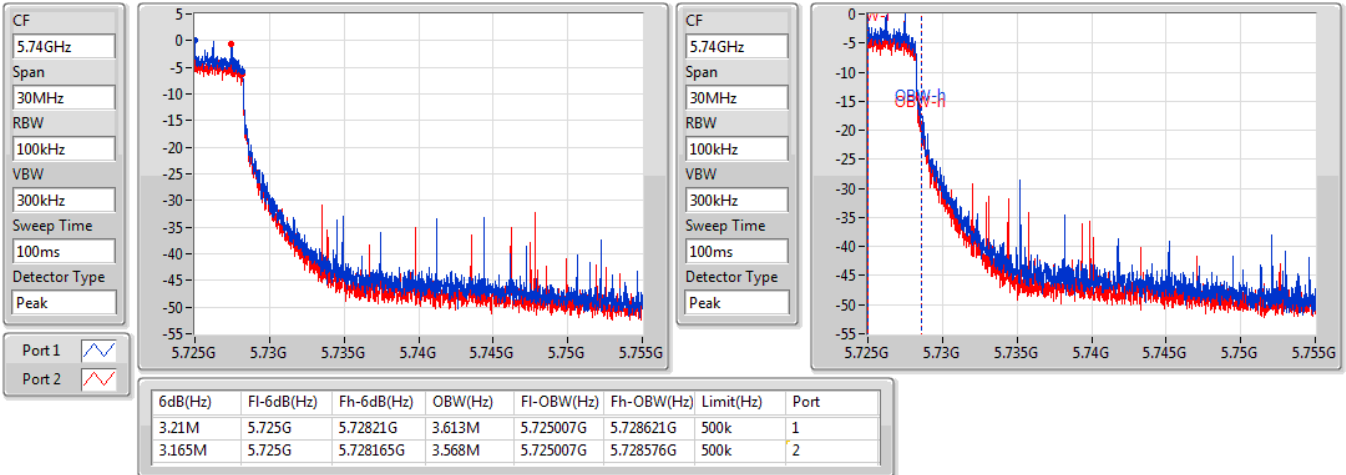 CF
5.74GHz
Span
30MHz
RBW
100kHz
VBW
300kHz
Sweep Time
100ms
Detector Type
Peak
Port 1
Port 2
5
0
-5
-10
-15
-20
-25
-30
-35
-40
-45
-50
-55
5.725G 5.73G 5.735G 5.74G 5.745G 5.75G 5.755G
CF
5.74GHz
Span
30MHz
RBW
100kHz
VBW
300kHz
Sweep Time
100ms
Detector Type
Peak
0
-5
-10
-15
-20
-25
-30
-35
-40
-45
-50
-55
OBW-h
OBW-h
5.725G 5.73G 5.735G 5.74G 5.745G 5.75G 5.755G
6dB(Hz) Fl-6dB(Hz) Fh-6dB(Hz) OBW(Hz) Fl-OBW(Hz) Fh-OBW(Hz) Limit(Hz) Port
3.21M 5.725G 5.72821G 3.613M 5.725007G 5.728621G 500k 1
3.165M 5.725G 5.728165G 3.568M 5.725007G 5.728576G 500k 2